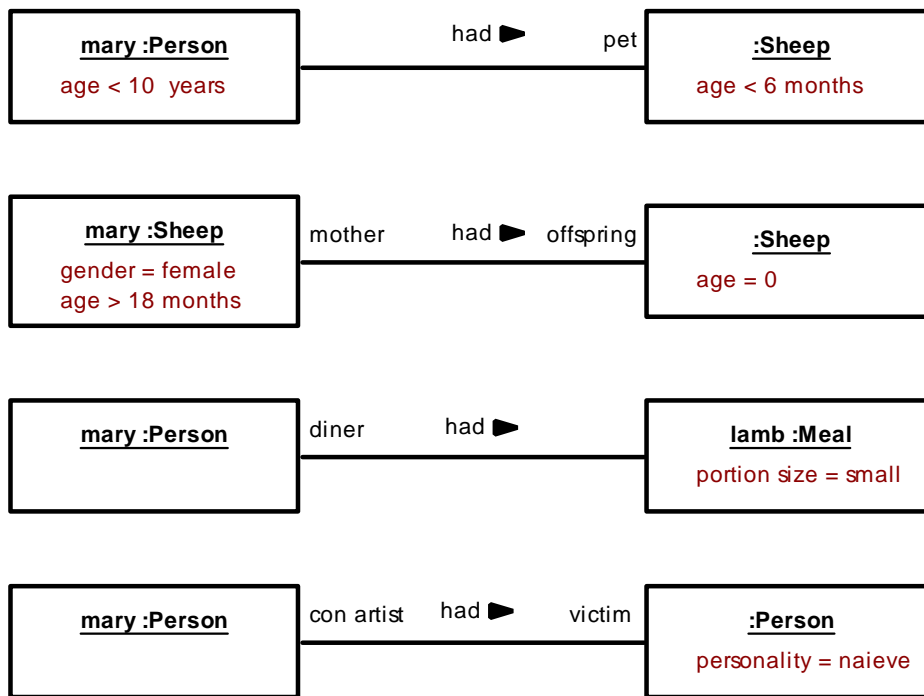 mary :Person
age < 10 years
had
pet
:Sheep
age < 6 months
mary :Sheep
gender = female
age > 18 months
mother
had
offspring
:Sheep
age = 0
mary :Person
diner
had
lamb :Meal
portion size = small
mary :Person
con artist
had
victim
:Person
personality = naieve